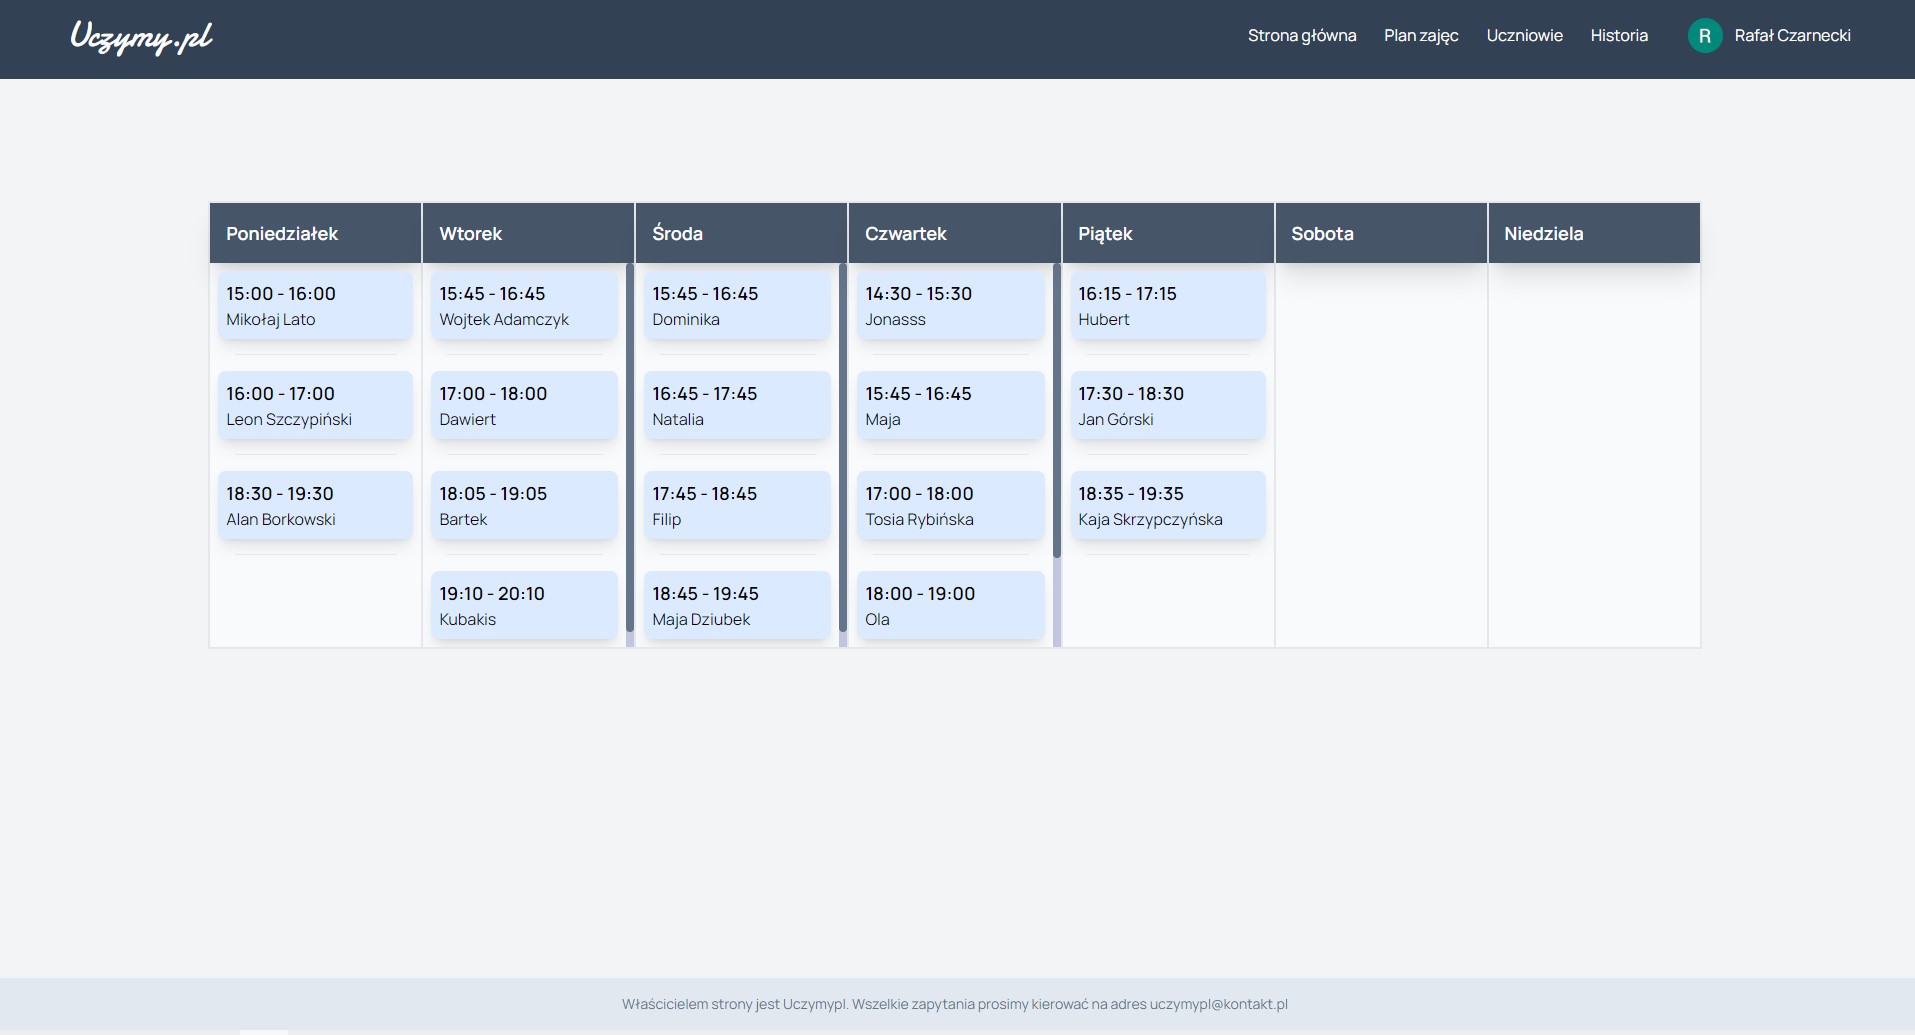 Uczymy.pl
Strona główna Plan zajęc Uczniowie Historia R Rafał Czarnecki
Poniedziałek Wtorek Środa Czwartek Piątek Sobota Niedziela
15:00 - 16:00 15:45 - 16:45 15:45 - 16:45 14:30 - 15:30 16:15 - 17:15
Mikołaj Lato Wojtek Adamczyk Dominika Jonasss Hubert
16:00 - 17:00 17:00 - 18:00 16:45 - 17:45 15:45 - 16:45 17:30 - 18:30
Leon Szczypiński Dawiert Natalia Maja Jan Górski
18:30 - 19:30 18:05 - 19:05 17:45 - 18:45 17:00 - 18:00 18:35 - 19:35
Alan Borkowski Bartek Filip Tosia Rybińska Kaja Skrzypczyńska
19:10 - 20:10 18:45 - 19:45 18:00 - 19:00
Kubakis Maja Dziubek Ola
Właścicielem strony jest Uczymypl. Wszelkie zapytania prosimy kierować na adres uczymypl@kontakt.pl